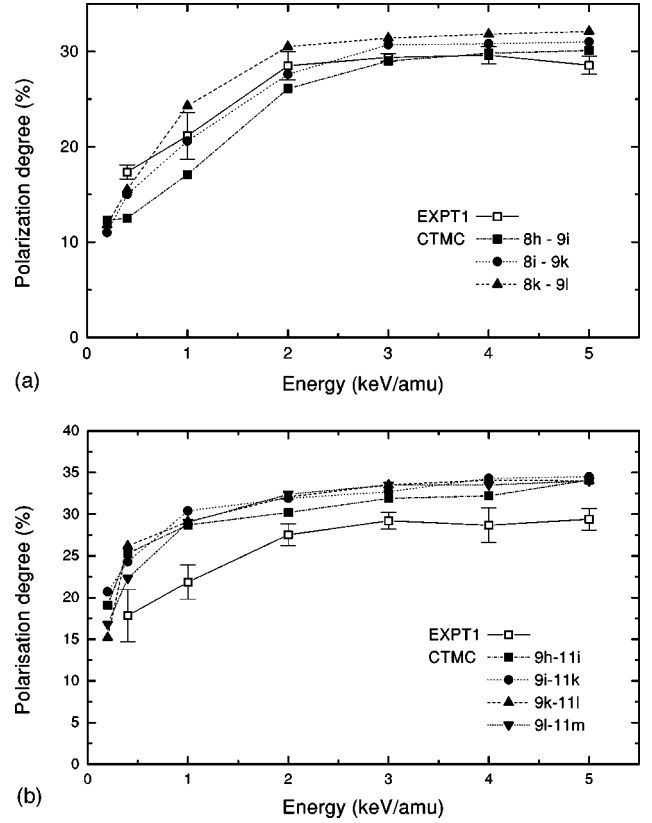 (a)
Polarization degree (%)
30
20
10
0
EXPT1
CTMC
8h - 9i
8i - 9k
8k - 9l
0
1
2
3
4
5
Energy (keV/amu)
(b)
Polarisation degree (%)
40
35
30
25
20
15
10
5
0
EXPT1
CTMC
9h-11i
9i-11k
9k-11l
9l-11m
0
1
2
3
4
5
Energy (keV/amu)